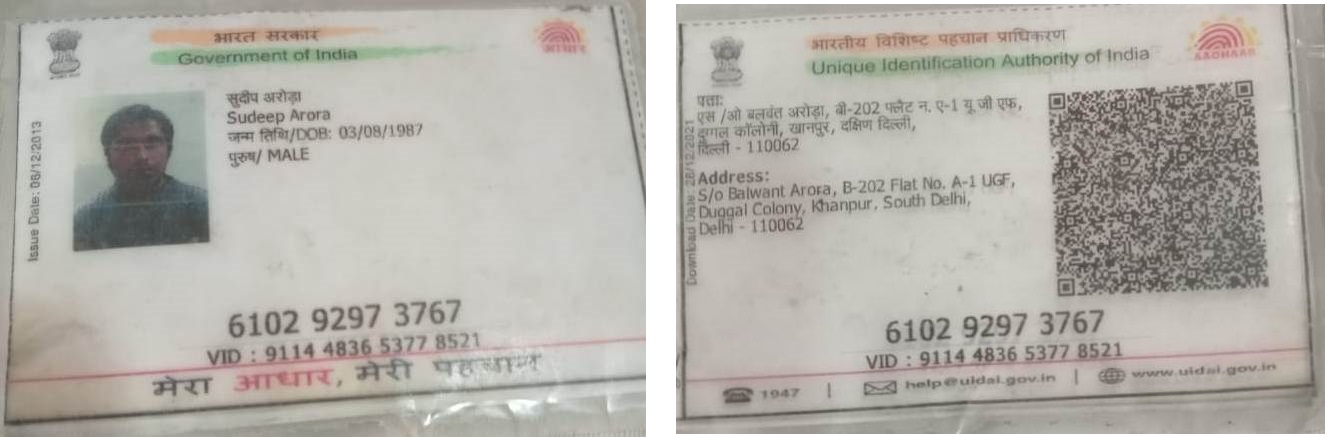 भारत सरकार
Government of India
आधार
Issue Date:
सुदीप अरोड़ा
Sudeep Arora
जन्म तिथि/DOB: 03/08/1987
पुरुष/ MALE
6102 9297 3767
VID : 9114 4836 5377 8521
मेरा आधार, मेरी पहचान
भारतीय विशिष्ट पहचान प्राधिकरण
Unique Identification Authority of India
AADHAAR
Download Date: 28/12/2021
पता:
एस /ओ बलवंत अरोड़ा, बी-202 फ्लैट न. ए-1 यू जी एफ,
दुग्गल कॉलोनी, खानपुर, दक्षिण दिल्ली,
दिल्ली - 110062
Address:
S/o Balwant Arora, B-202 Flat No. A-1 UGF,
Duggal Colony, Khanpur, South Delhi,
Delhi - 110062
6102 9297 3767
VID : 9114 4836 5377 8521
1947 | help@uidai.gov.in | www.uidai.gov.in